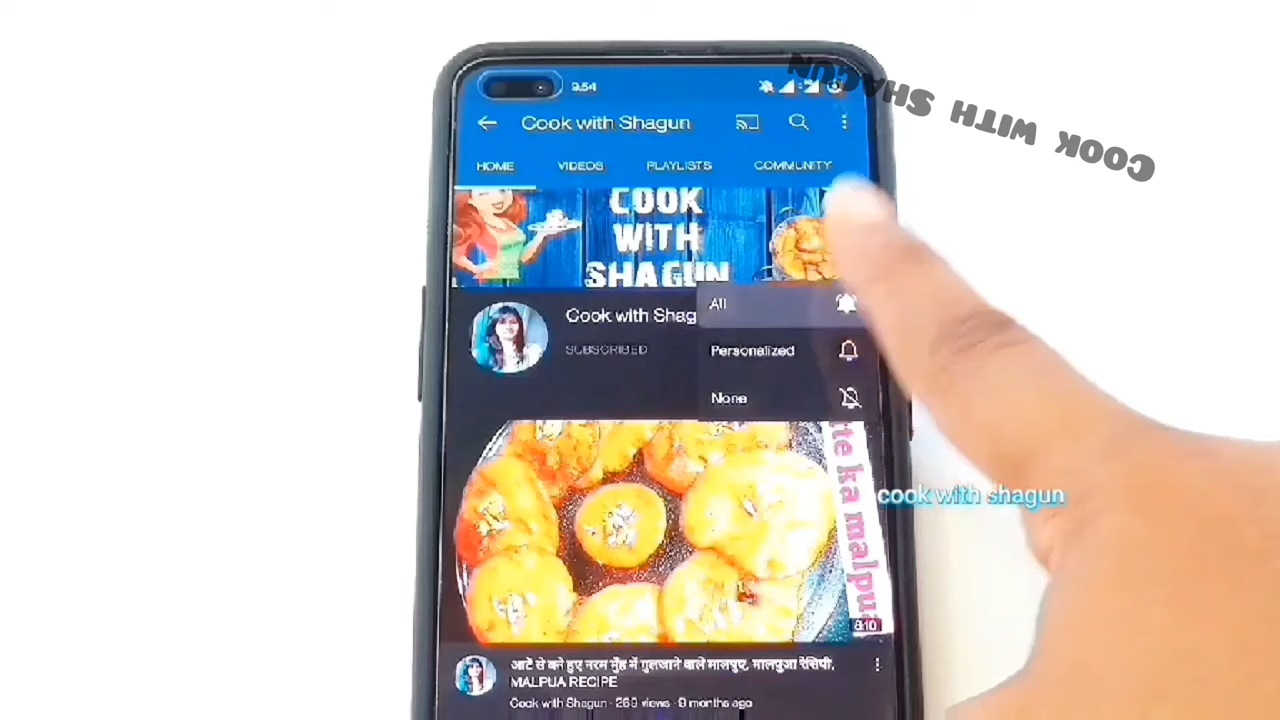 9.54
COOK WITH SHAGUN
Cook with Shagun
HOME VIDEOS PLAYLISTS COMMUNITY
COOK
WITH
SHAGUN
All
Cook with Shag
SUBSCRIBED
Personalized
None
te ka malpu
cook with shagun
8:10
आटे से बने हुए नरम मुँह में गुलजाने वाले मालपुए, मालपुआ रेसिपी,
MALPUA RECIPE
Cook with Shagun · 269 views · 9 months ago